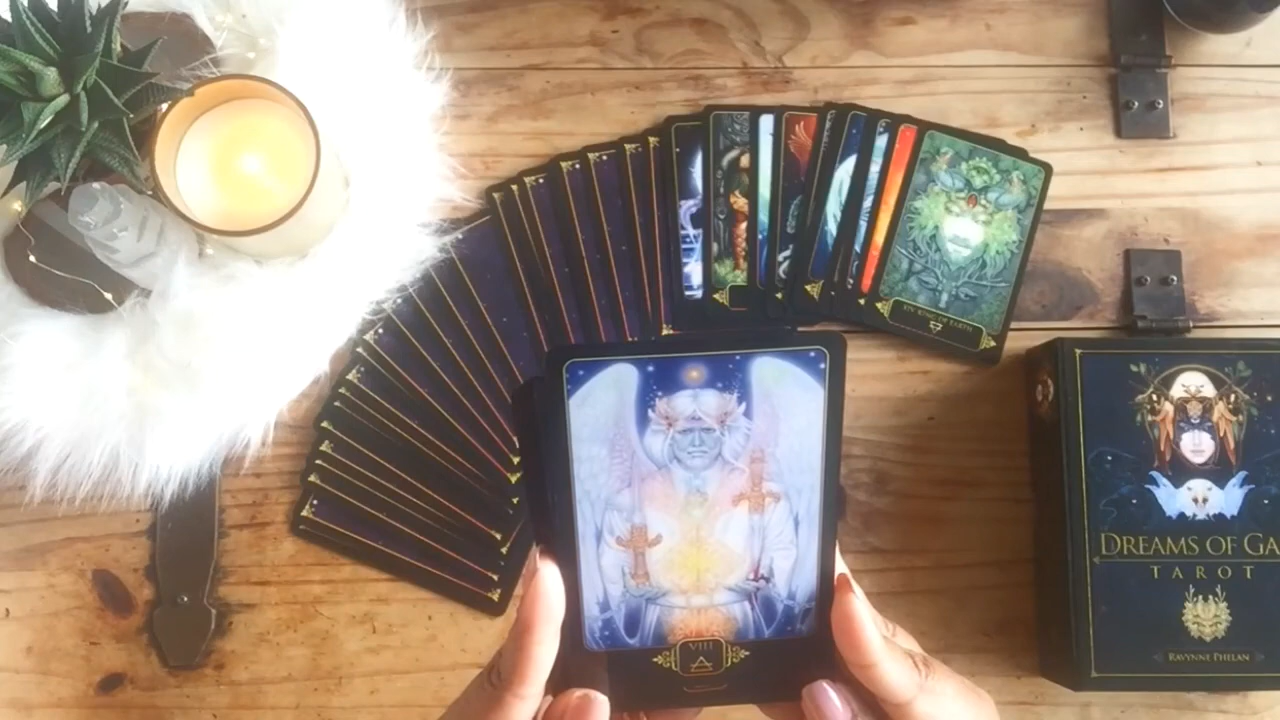 XIV KING OF EARTH
VIII
DREAMS OF GA
TAROT
RAVYNNE PHELAN